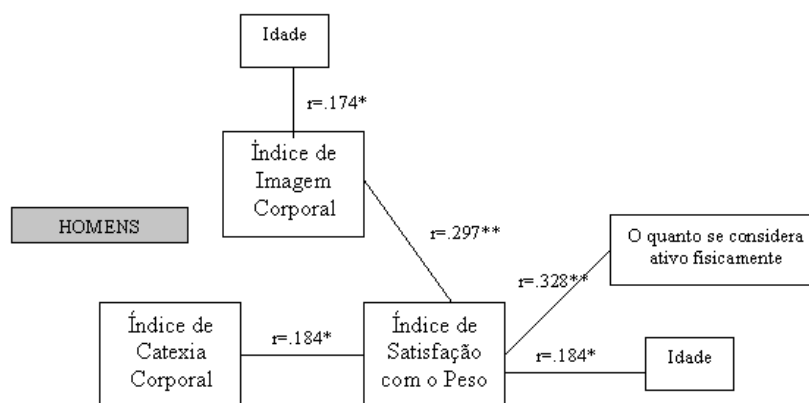 Idade
r=.174*
Índice de
Imagem
Corporal
HOMENS
r=.297**
O quanto se considera
ativo fisicamente
r=.328**
Índice de
Catexia
Corporal
r=.184*
Índice de
Satisfação
com o Peso
r=.184*
Idade